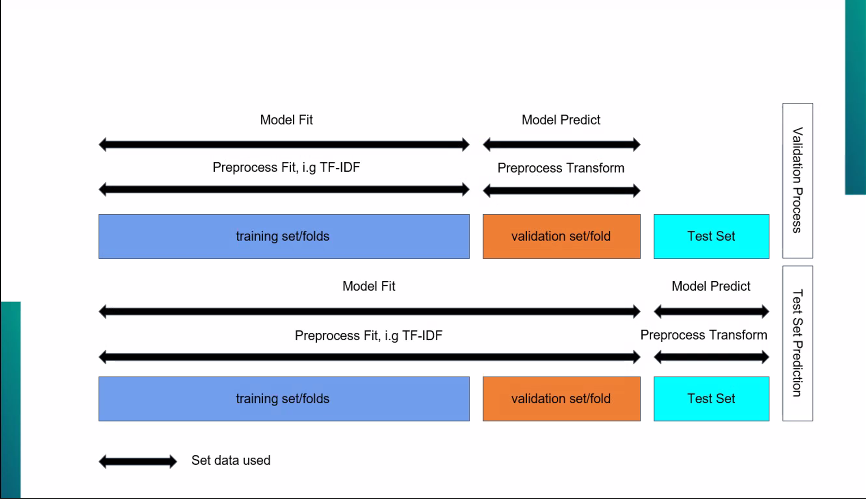 Model Fit
Model Predict
Preprocess Fit, i.g TF-IDF
Preprocess Transform
training set/folds
validation set/fold
Test Set
Validation Process
Model Fit
Model Predict
Preprocess Fit, i.g TF-IDF
Preprocess Transform
training set/folds
validation set/fold
Test Set
Test Set Prediction
Set data used